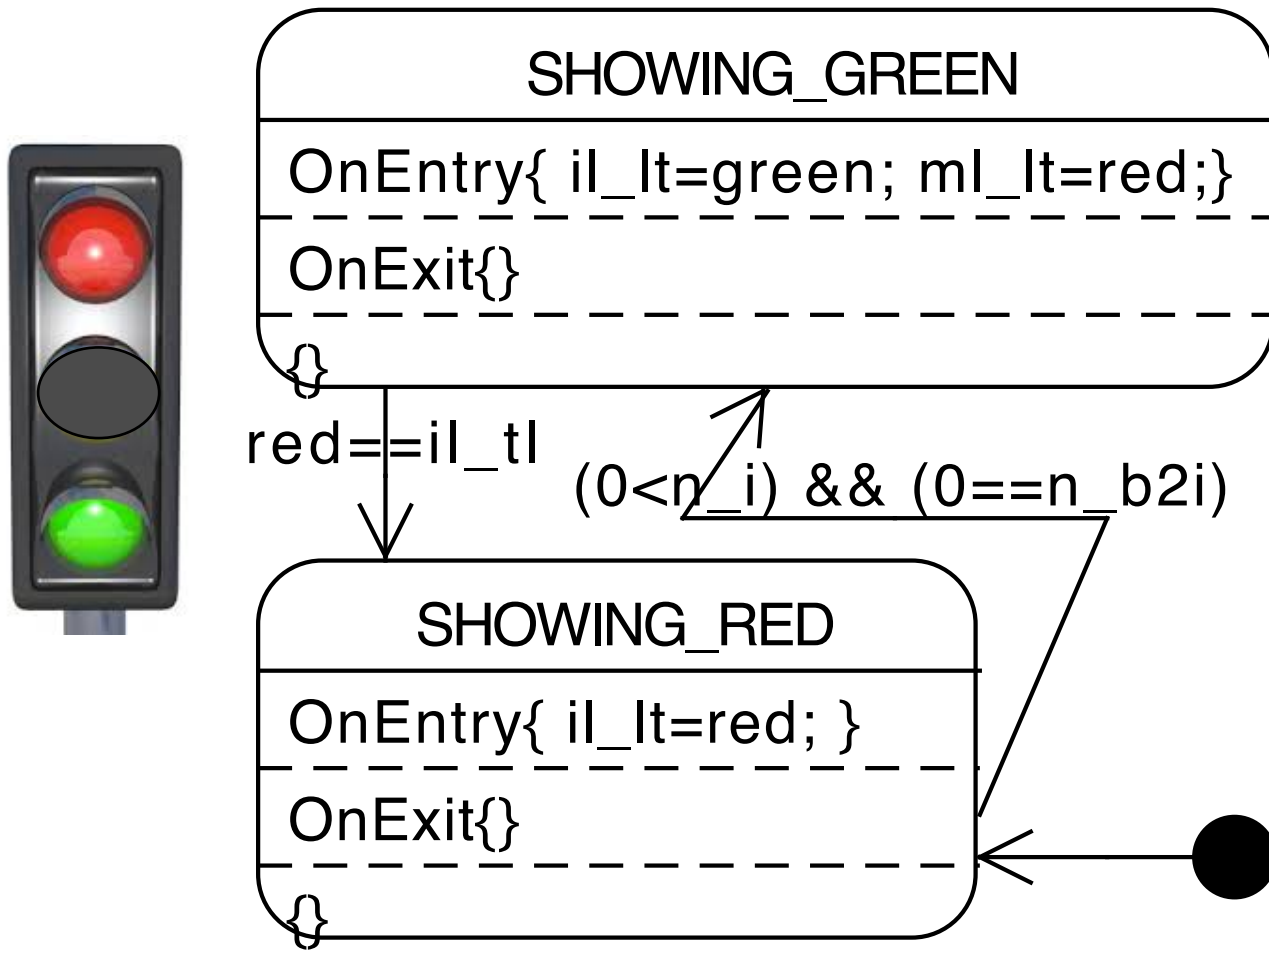 SHOWING_GREEN
OnEntry{ il_lt=green; ml_lt=red;}
OnExit{}
{}
red==il_tl
(0<n_i) && (0==n_b2i)
SHOWING_RED
OnEntry{ il_lt=red; }
OnExit{}
{}